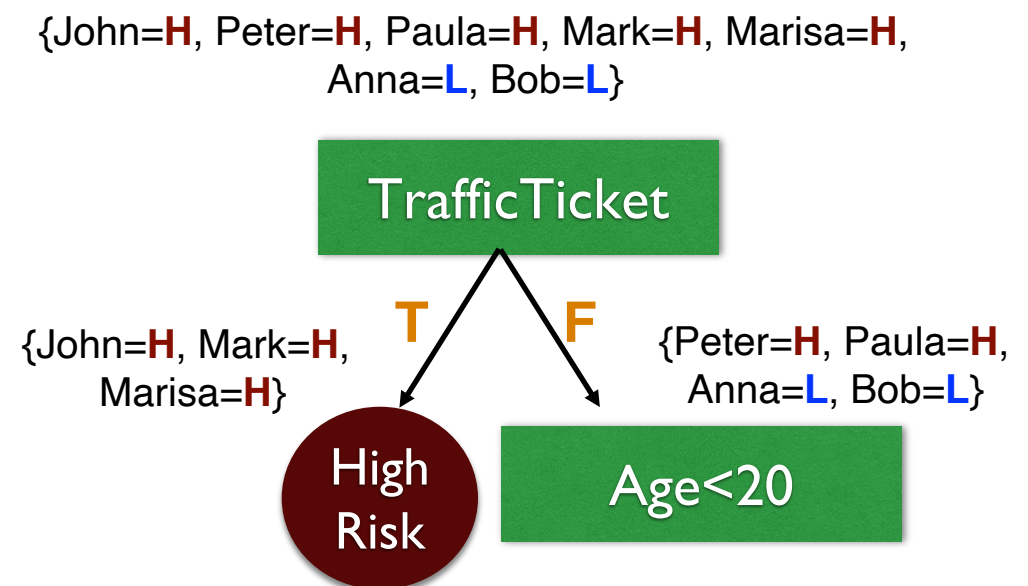 {John=H, Peter=H, Paula=H, Mark=H, Marisa=H,
Anna=L, Bob=L}
TrafficTicket
T
F
{John=H, Mark=H,
Marisa=H}
{Peter=H, Paula=H,
Anna=L, Bob=L}
High
Risk
Age<20